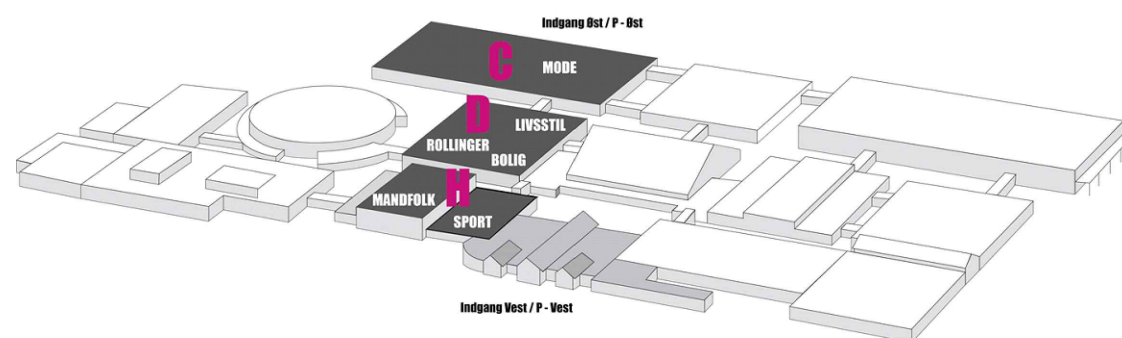 Indgang Øst / P - Øst
C
MODE
D
LIVSSTIL
ROLLINGER
BOLIG
H
MANDFOLK
SPORT
Indgang Vest / P - Vest